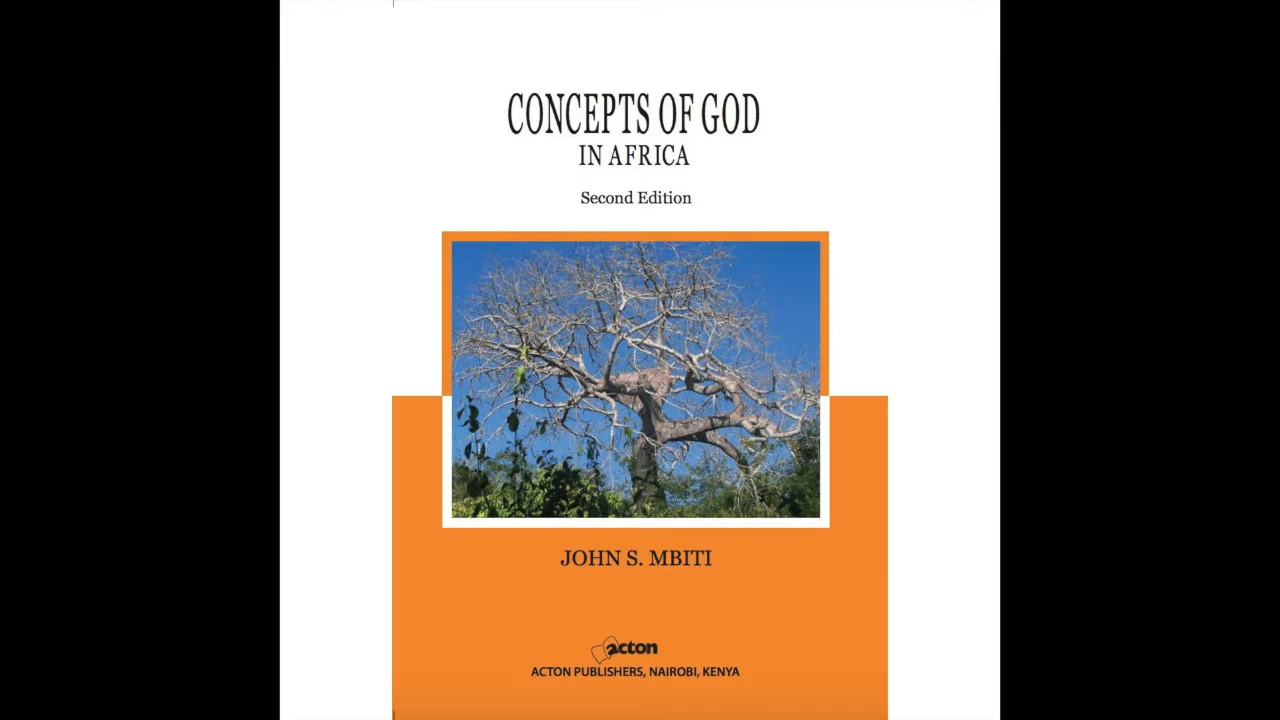 CONCEPTS OF GOD
IN AFRICA
Second Edition
JOHN S. MBITI
acton
ACTON PUBLISHERS, NAIROBI, KENYA